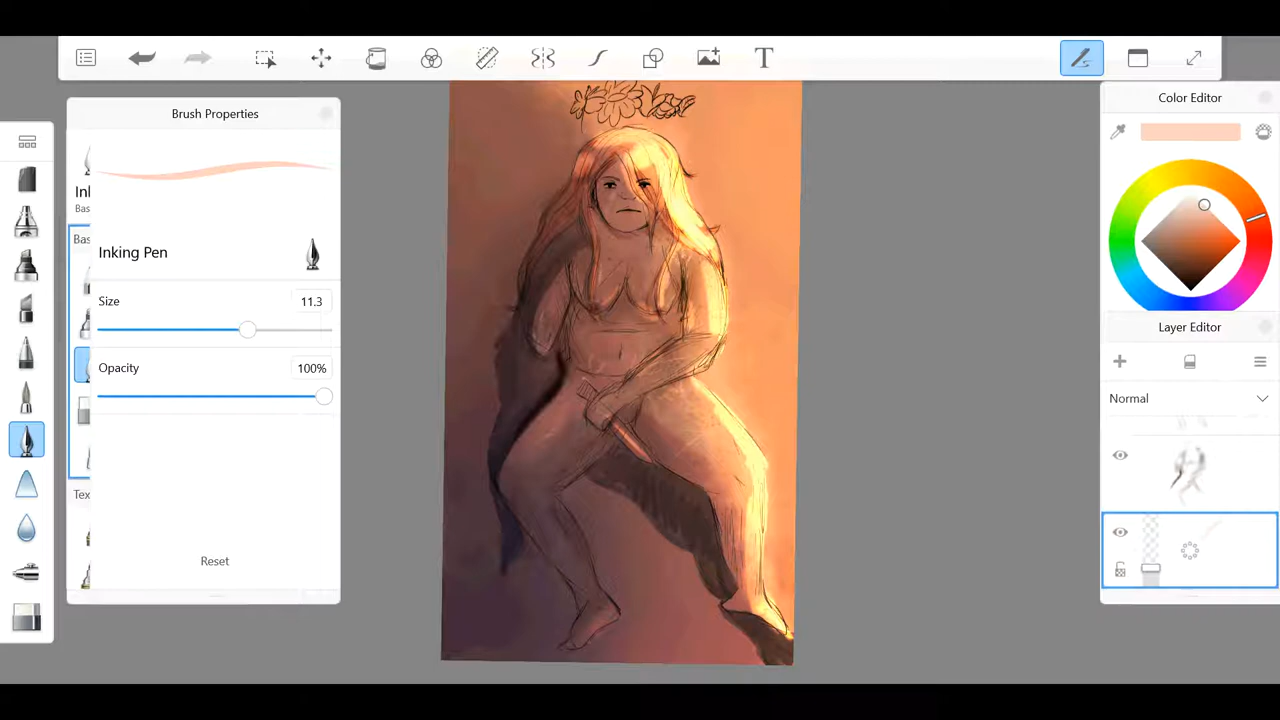 T
Brush Properties
Color Editor
Ink
Bas
Bas
Inking Pen
Size
11.3
Opacity
100%
Tex
Reset
Layer Editor
Normal